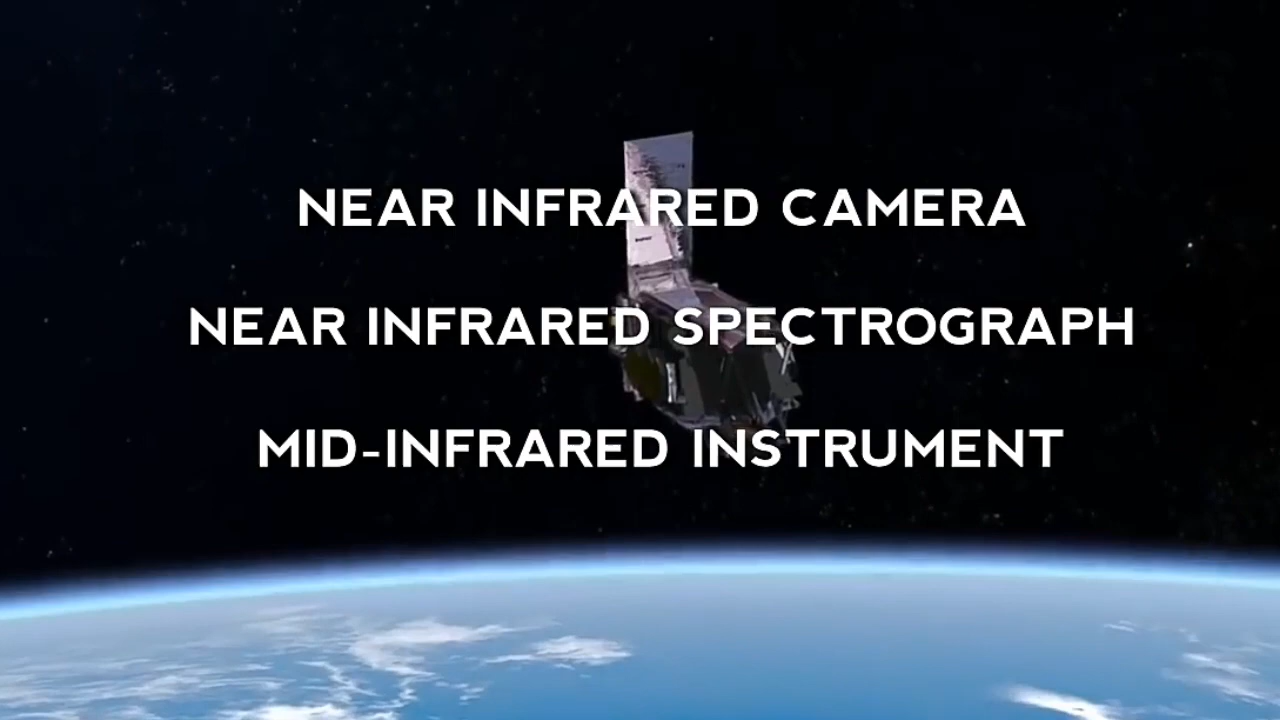 NEAR INFRARED CAMERA
NEAR INFRARED SPECTROGRAPH
MID-INFRARED INSTRUMENT